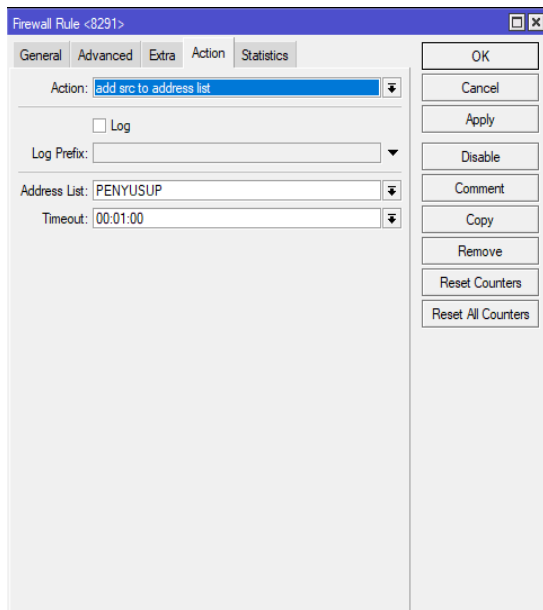 Firewall Rule <8291>
General Advanced Extra Action Statistics
Action: add src to address list
Log
Log Prefix:
Address List: PENYUSUP
Timeout: 00:01:00
OK
Cancel
Apply
Disable
Comment
Copy
Remove
Reset Counters
Reset All Counters